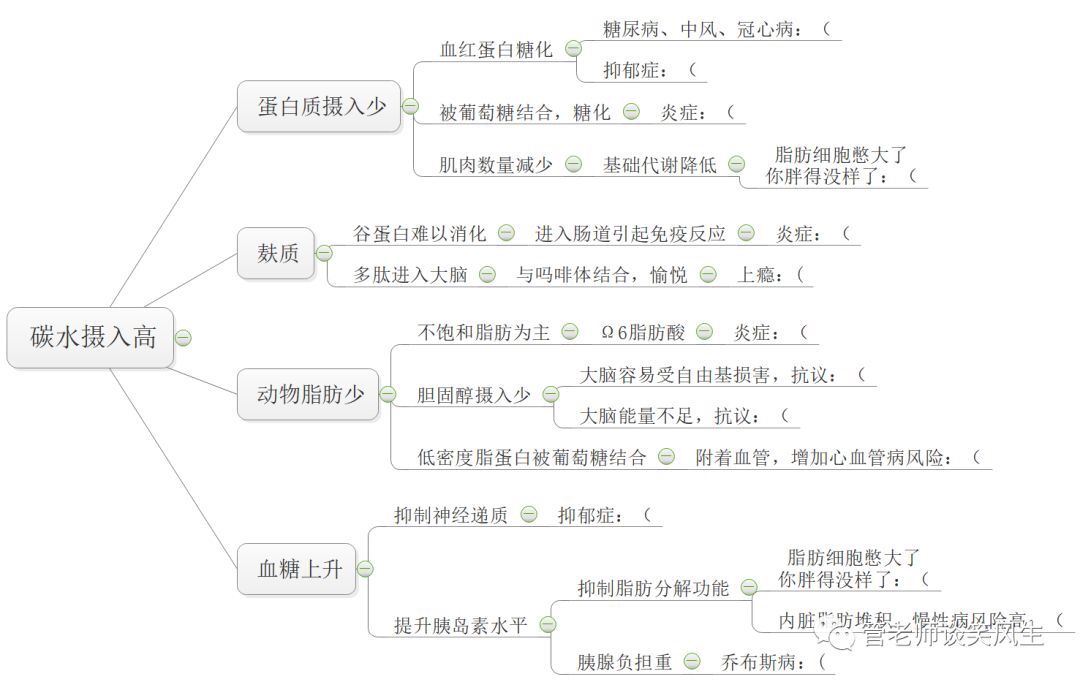 碳水摄入高
蛋白质摄入少
血红蛋白糖化
糖尿病、中风、冠心病：（
抑郁症：（
被葡萄糖结合，糖化
炎症：（
肌肉数量减少
基础代谢降低
脂肪细胞憋大了
你胖得没样了：（
麸质
谷蛋白难以消化
进入肠道引起免疫反应
炎症：（
多肽进入大脑
与吗啡体结合，愉悦
上瘾：（
动物脂肪少
不饱和脂肪为主
Ω6脂肪酸
炎症：（
胆固醇摄入少
大脑容易受自由基损害，抗议：（
大脑能量不足，抗议：（
低密度脂蛋白被葡萄糖结合
附着血管，增加心血管病风险：（
血糖上升
抑制神经递质
抑郁症：（
提升胰岛素水平
抑制脂肪分解功能
脂肪细胞憋大了
你胖得没样了：（
内脏脂肪堆积，慢性病风险高：（
胰腺负担重
乔布斯病：（
管老师谈笑风生